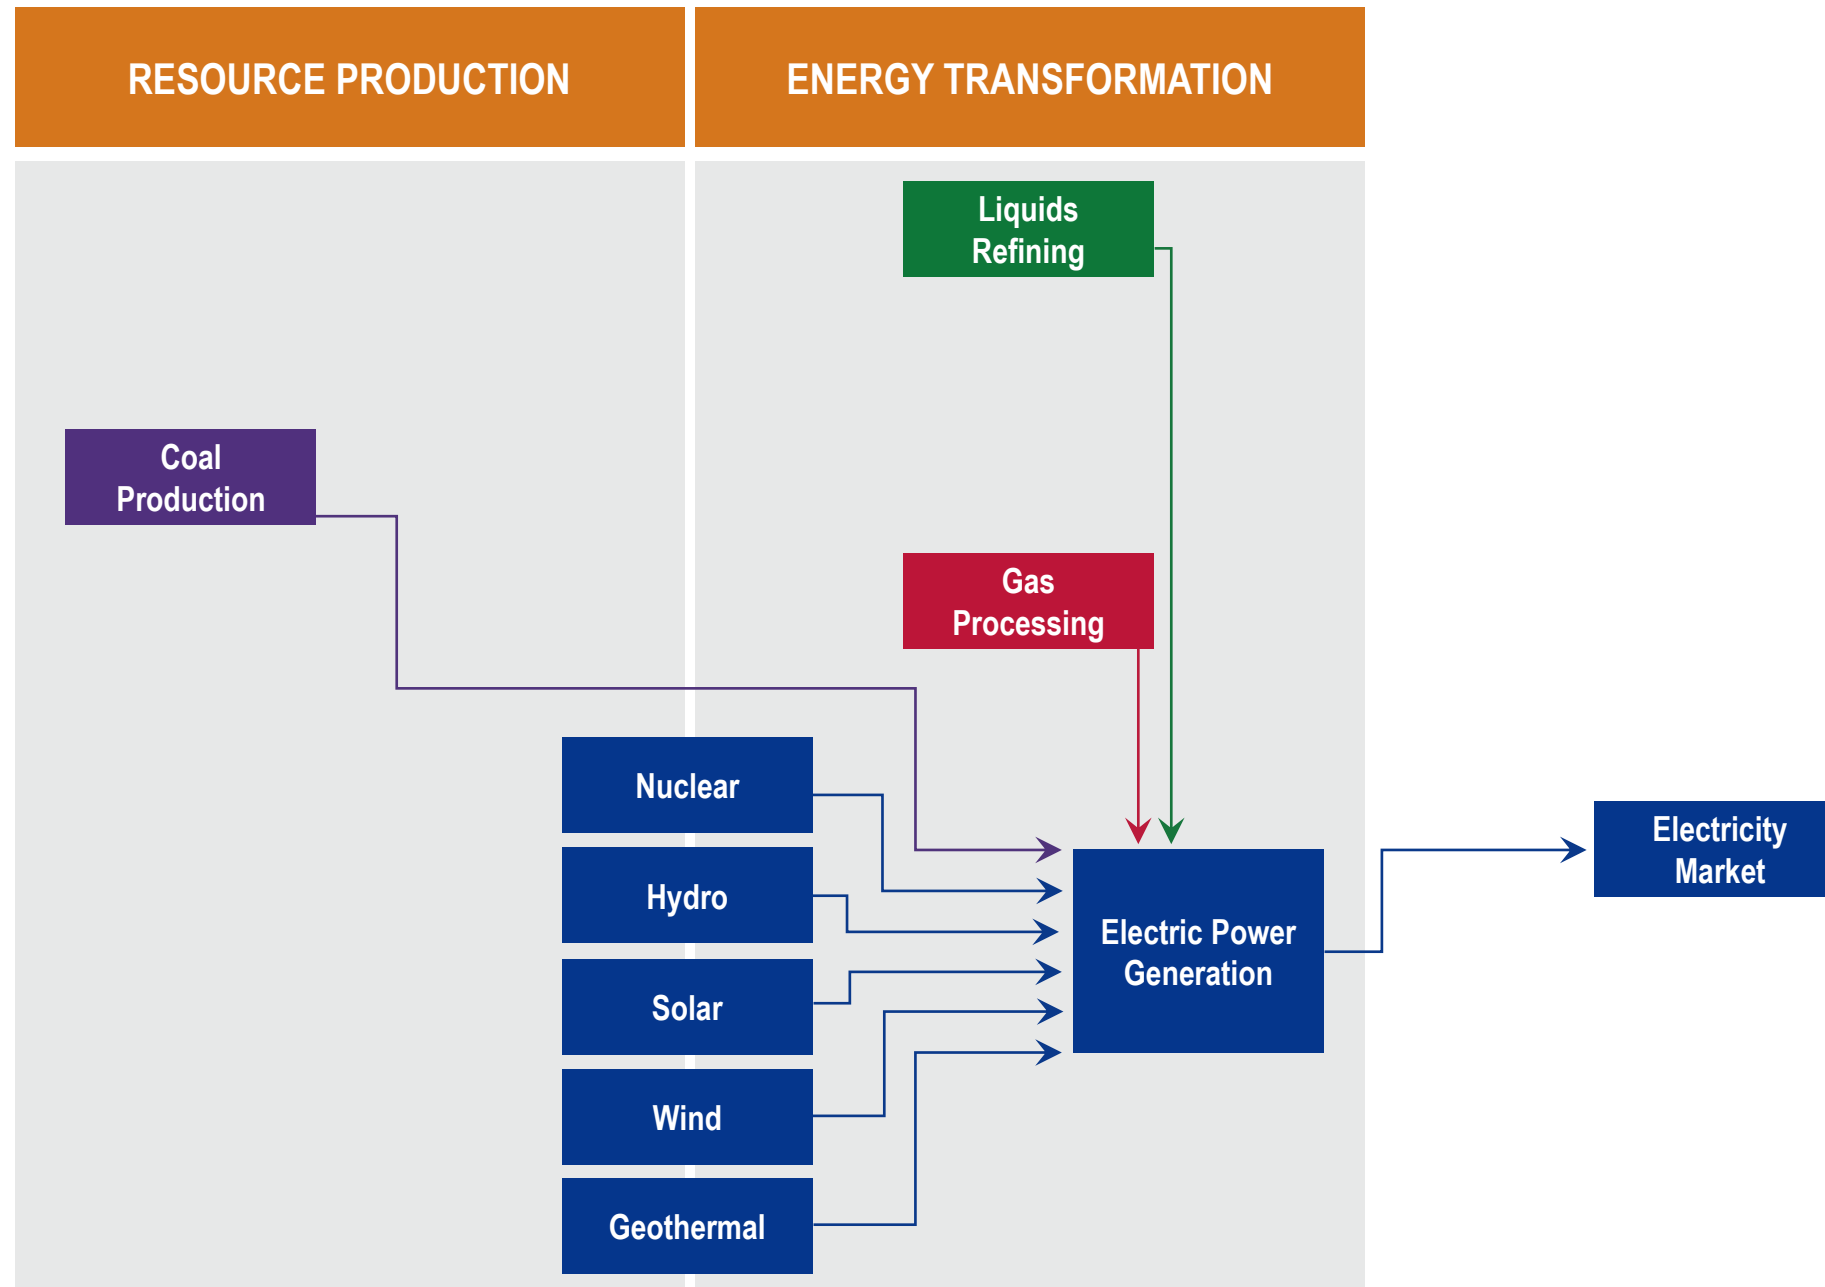 RESOURCE PRODUCTION
ENERGY TRANSFORMATION
Liquids
Refining
Coal
Production
Gas
Processing
Nuclear
Hydro
Solar
Wind
Geothermal
Electric Power
Generation
Electricity
Market